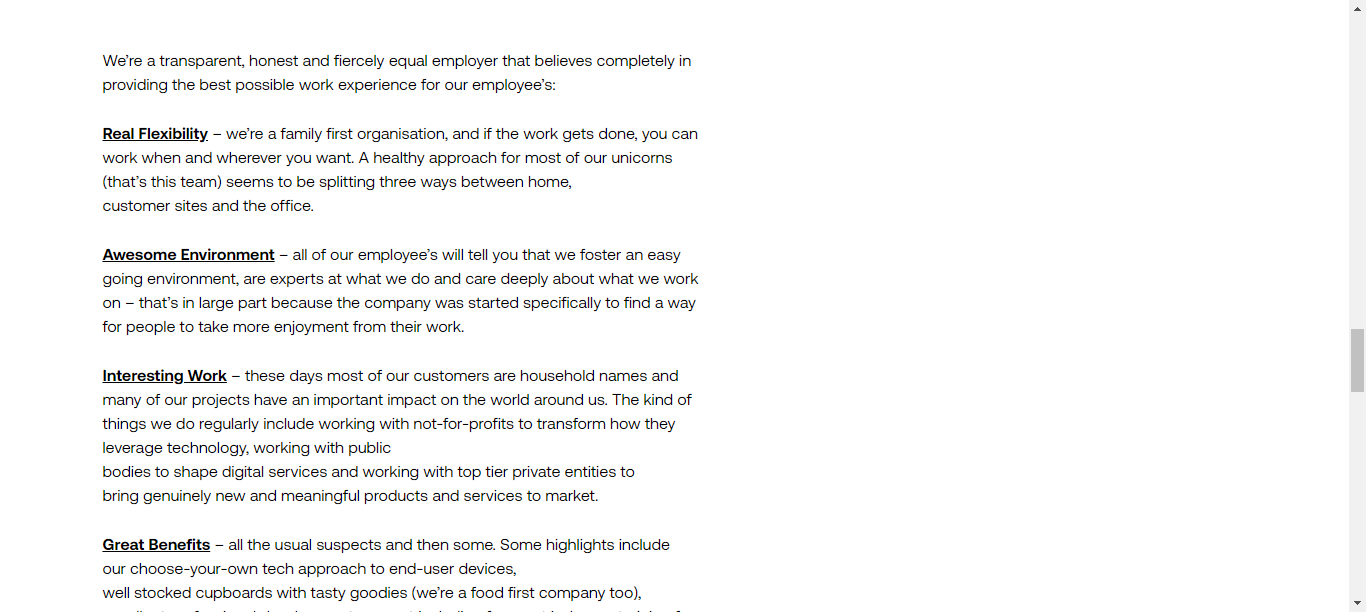 We’re a transparent, honest and fiercely equal employer that believes completely in
providing the best possible work experience for our employee’s:
Real Flexibility – we’re a family first organisation, and if the work gets done, you can
work when and wherever you want. A healthy approach for most of our unicorns
(that’s this team) seems to be splitting three ways between home,
customer sites and the office.
Awesome Environment – all of our employee’s will tell you that we foster an easy
going environment, are experts at what we do and care deeply about what we work
on – that’s in large part because the company was started specifically to find a way
for people to take more enjoyment from their work.
Interesting Work – these days most of our customers are household names and
many of our projects have an important impact on the world around us. The kind of
things we do regularly include working with not-for-profits to transform how they
leverage technology, working with public
bodies to shape digital services and working with top tier private entities to
bring genuinely new and meaningful products and services to market.
Great Benefits – all the usual suspects and then some. Some highlights include
our choose-your-own tech approach to end-user devices,
well stocked cupboards with tasty goodies (we’re a food first company too),